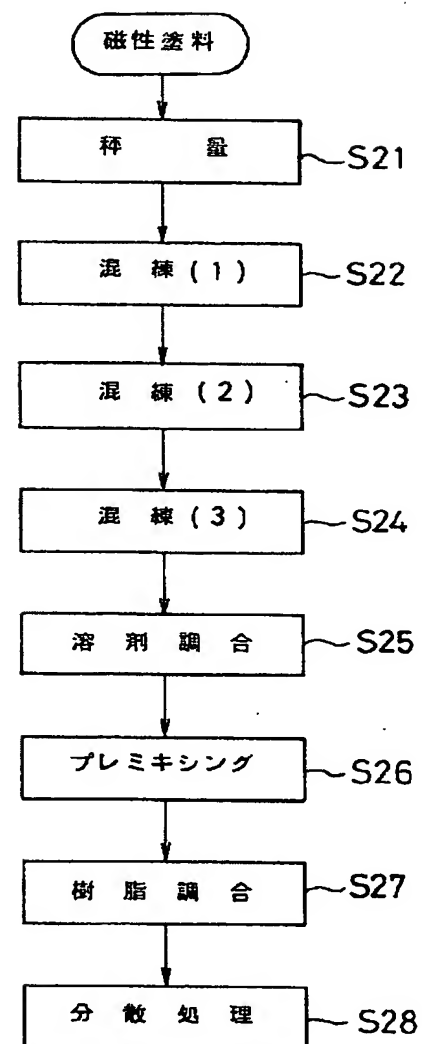 磁性塗料
秤量 S21
混練(1) S22
混練(2) S23
混練(3) S24
溶剤調合 S25
プレミキシング S26
樹脂調合 S27
分散処理 S28